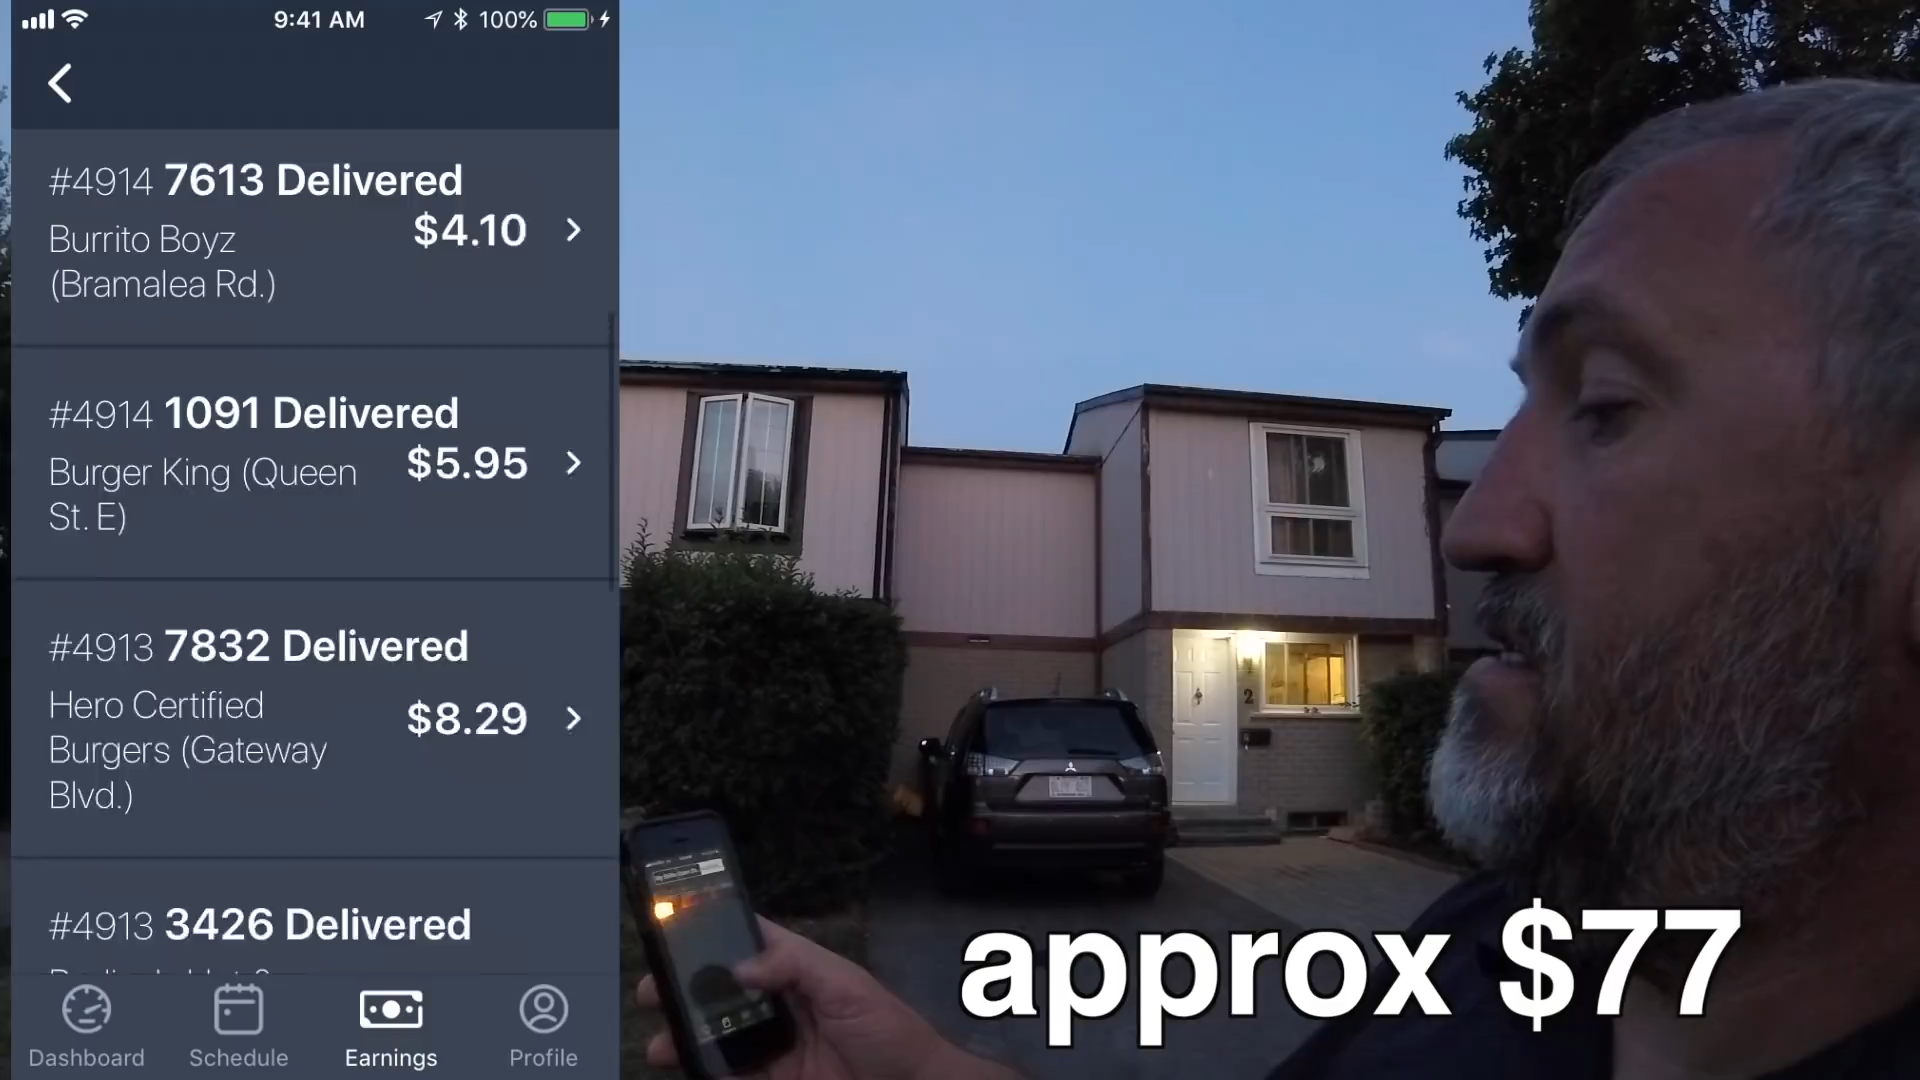 9:41 AM
100%
#4914 7613 Delivered
Burrito Boyz
(Bramalea Rd.)
$4.10
#4914 1091 Delivered
Burger King (Queen
St. E)
$5.95
#4913 7832 Delivered
Hero Certified
Burgers (Gateway
Blvd.)
$8.29
#4913 3426 Delivered
Dashboard
Schedule
Earnings
Profile
2
approx $77